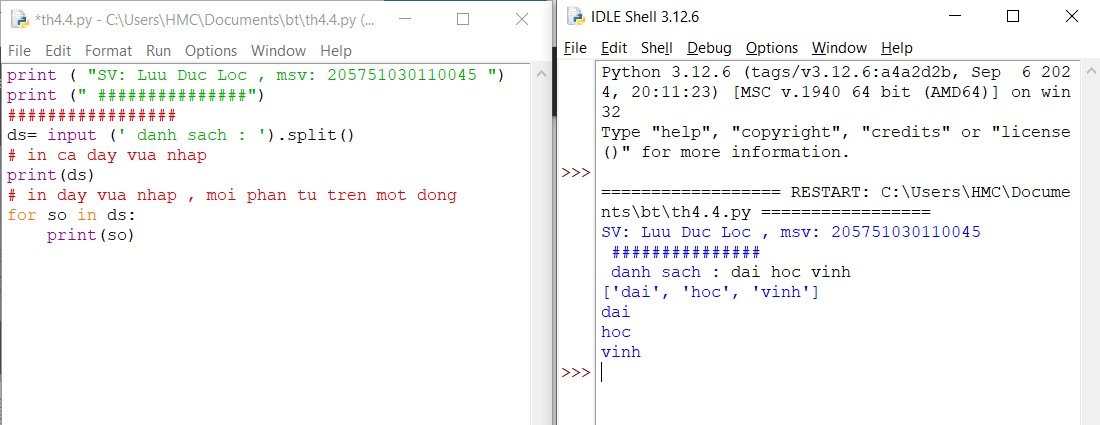 *th4.4.py - C:\Users\HMC\Documents\bt\th4.4.py (...
File Edit Format Run Options Window Help
print ( "SV: Luu Duc Loc , msv: 205751030110045 ")
print (" ###############")
#################
ds= input (' danh sach : ').split()
# in ca day vua nhap
print(ds)
# in day vua nhap , moi phan tu tren mot dong
for so in ds:
    print(so)
IDLE Shell 3.12.6
File Edit Shell Debug Options Window Help
Python 3.12.6 (tags/v3.12.6:a4a2d2b, Sep  6 202
4, 20:11:23) [MSC v.1940 64 bit (AMD64)] on win
32
Type "help", "copyright", "credits" or "license
()" for more information.
>>>
================== RESTART: C:\Users\HMC\Docume
nts\bt\th4.4.py =================
SV: Luu Duc Loc , msv: 205751030110045
 ###############
 danh sach : dai hoc vinh
['dai', 'hoc', 'vinh']
dai
hoc
vinh
>>>